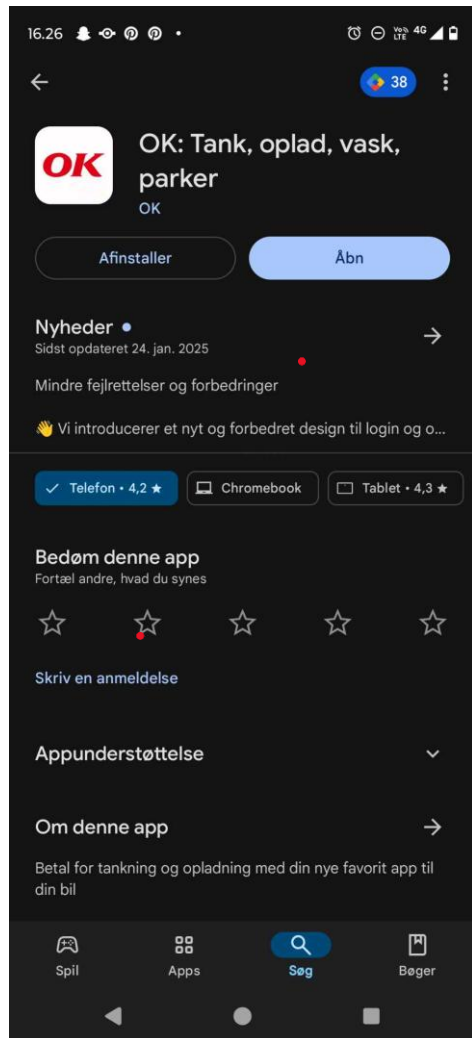 16.26
Vo)) LTE 4G
38
OK
OK: Tank, oplad, vask,
parker
OK
Afinstaller
Åbn
Nyheder
Sidst opdateret 24. jan. 2025
Mindre fejlrettelser og forbedringer
👋 Vi introducerer et nyt og forbedret design til login og o...
Telefon • 4,2 ★
Chromebook
Tablet • 4,3 ★
Bedøm denne app
Fortæl andre, hvad du synes
Skriv en anmeldelse
Appunderstøttelse
Om denne app
Betal for tankning og opladning med din nye favorit app til
din bil
Spil
Apps
Søg
Bøger